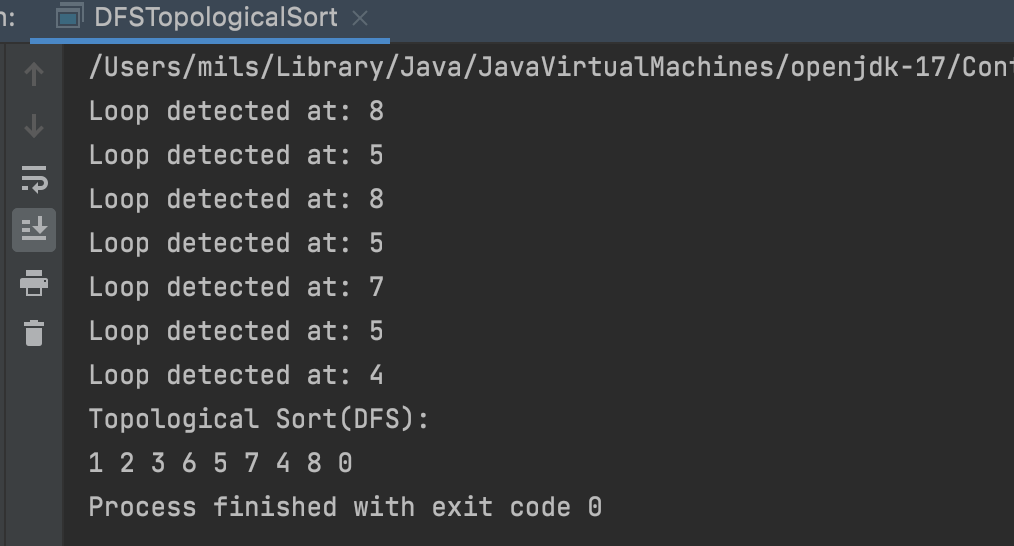 n: DFSTopologicalSort
/Users/mils/Library/Java/JavaVirtualMachines/openjdk-17/Cont
Loop detected at: 8
Loop detected at: 5
Loop detected at: 8
Loop detected at: 5
Loop detected at: 7
Loop detected at: 5
Loop detected at: 4
Topological Sort(DFS):
1 2 3 6 5 7 4 8 0
Process finished with exit code 0